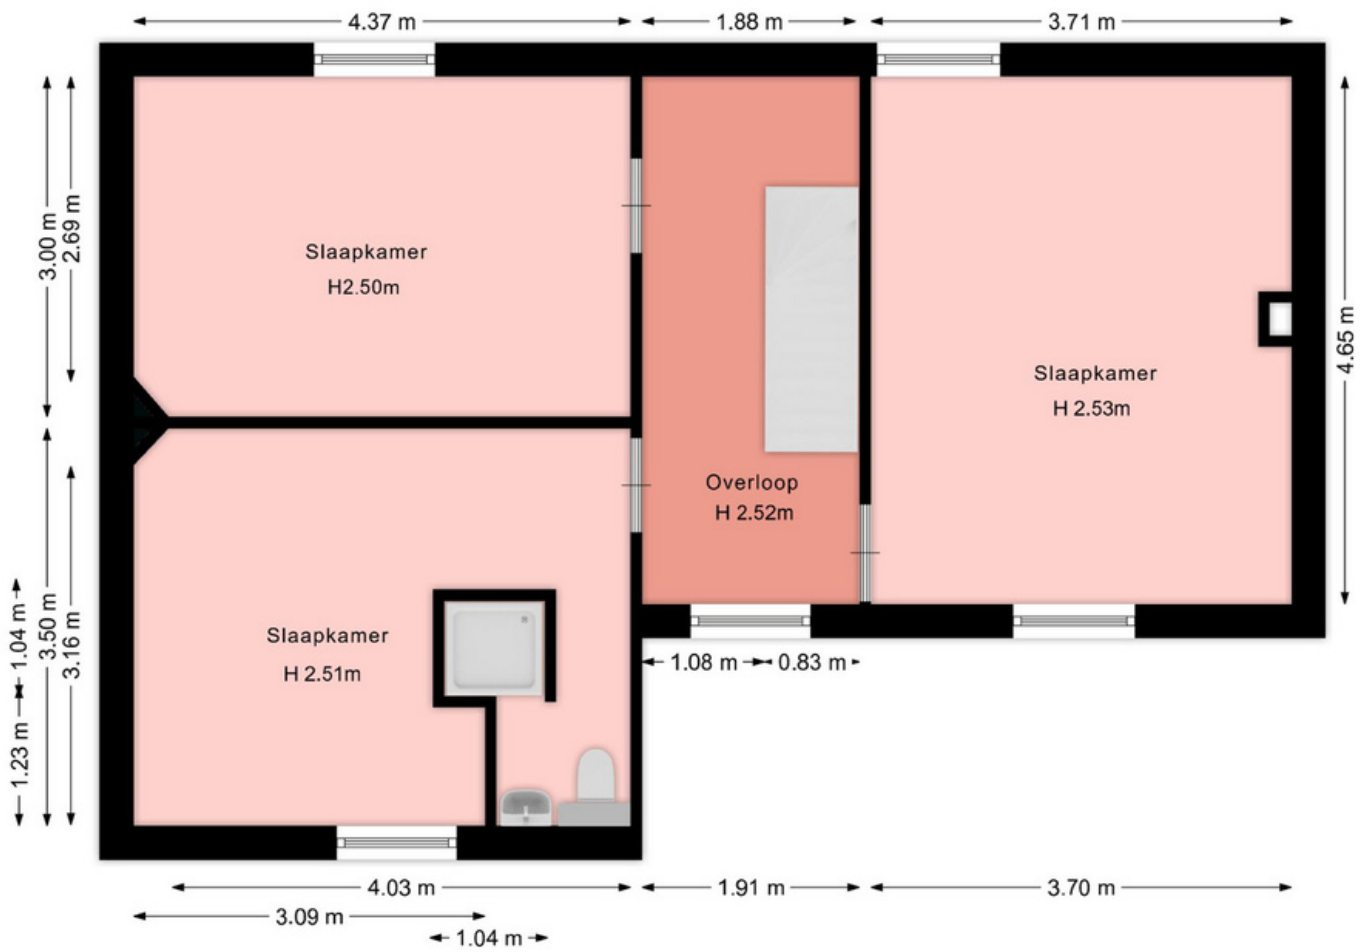 4.37 m
1.88 m
3.71 m
3.00 m
2.69 m
Slaapkamer
H2.50m
Slaapkamer
H 2.53m
4.65 m
Overloop
H 2.52m
Slaapkamer
H 2.51m
1.04 m
3.50 m
3.16 m
1.23 m
1.08 m
0.83 m
4.03 m
1.91 m
3.70 m
3.09 m
1.04 m